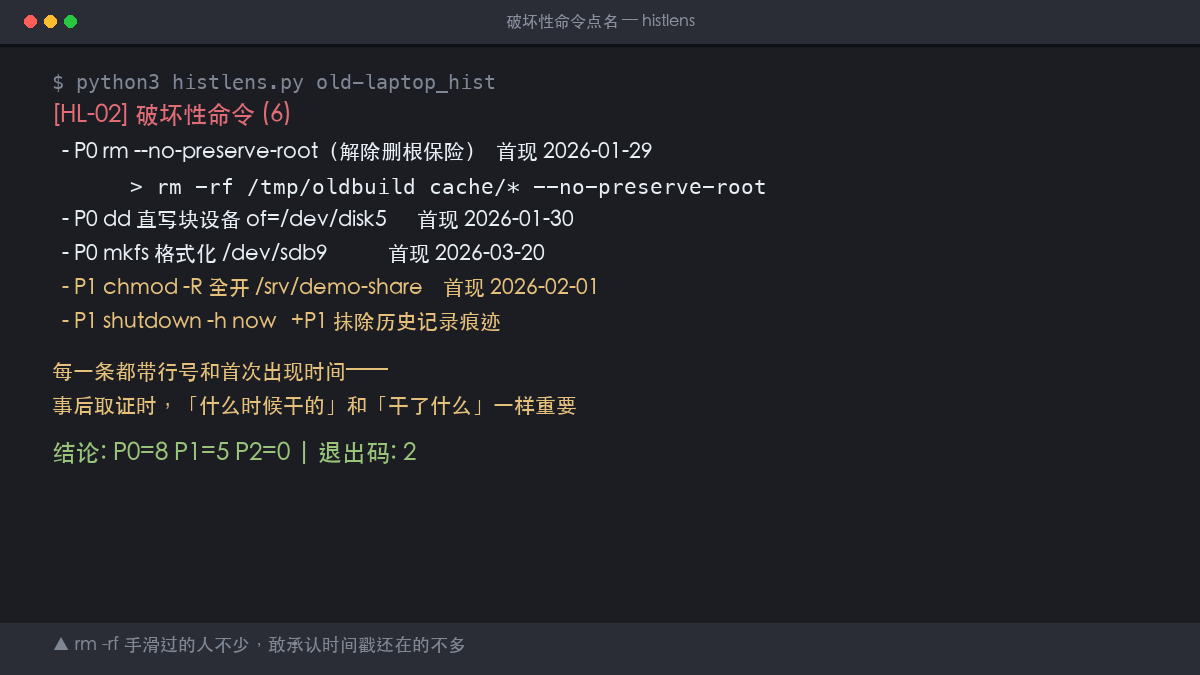 破坏性命令点名 — histlens
$ python3 histlens.py old-laptop_hist
[HL-02] 破坏性命令 (6)
- P0 rm --no-preserve-root（解除删根保险） 首现 2026-01-29
> rm -rf /tmp/oldbuild cache/* --no-preserve-root
- P0 dd 直写块设备 of=/dev/disk5 首现 2026-01-30
- P0 mkfs 格式化 /dev/sdb9 首现 2026-03-20
- P1 chmod -R 全开 /srv/demo-share 首现 2026-02-01
- P1 shutdown -h now +P1 抹除历史记录痕迹
每一条都带行号和首次出现时间——
事后取证时，「什么时候干的」和「干了什么」一样重要
结论: P0=8 P1=5 P2=0 | 退出码: 2
▲ rm -rf 手滑过的人不少，敢承认时间戳还在的不多